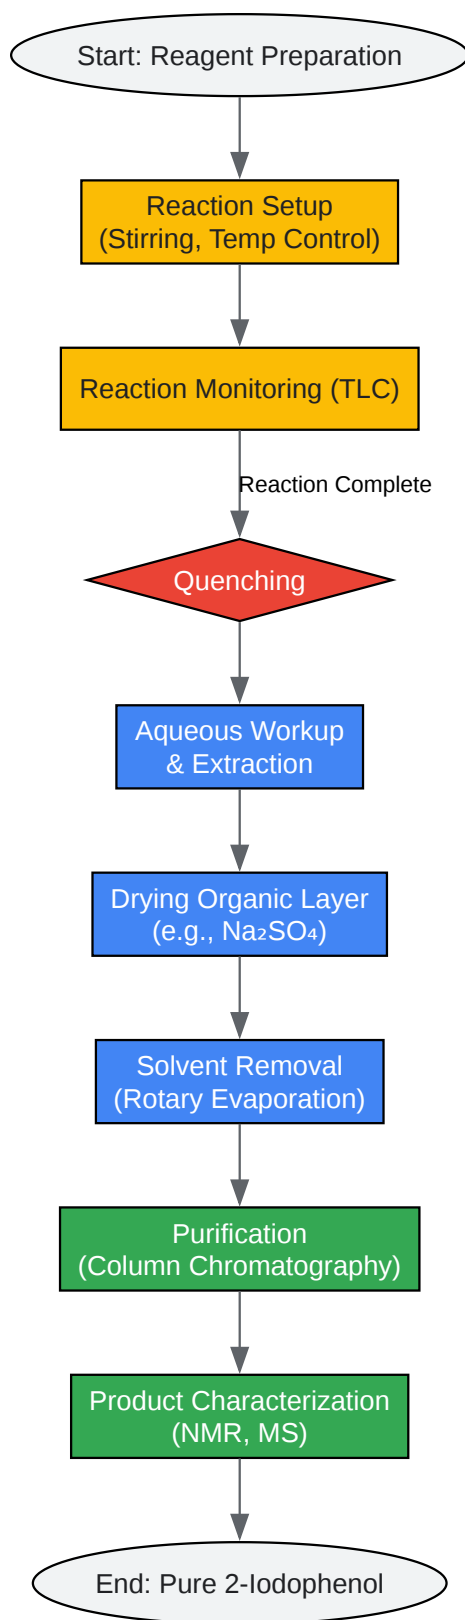 Start: Reagent Preparation
Reaction Setup
(Stirring, Temp Control)
Reaction Monitoring (TLC)
Reaction Complete
Quenching
Aqueous Workup
& Extraction
Drying Organic Layer
(e.g., Na₂SO₄)
Solvent Removal
(Rotary Evaporation)
Purification
(Column Chromatography)
Product Characterization
(NMR, MS)
End: Pure 2-Iodophenol